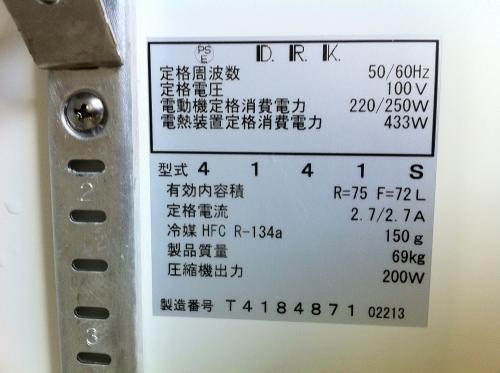 PS E D.R.K.
定格周波数 50/60Hz
定格電圧 100V
電動機定格消費電力 220/250W
電熱装置定格消費電力 433W
型式 4 1 4 1 S
有効内容積 R=75 F=72L
定格電流 2.7/2.7A
冷媒 HFC R-134a 150g
製品質量 69kg
圧縮機出力 200W
製造番号 T4184871 02213
2
3